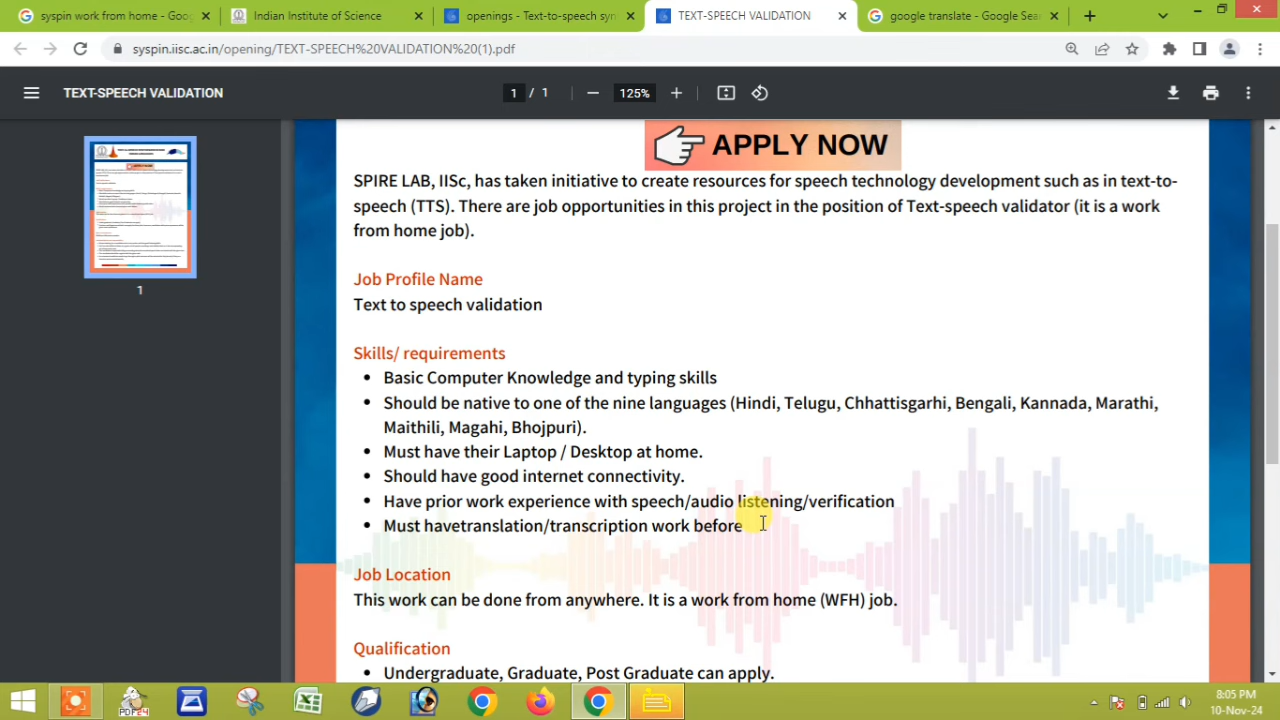 syspin work from home - Goo
Indian Institute of Science
openings - Text-to-speech syn
TEXT-SPEECH VALIDATION
google translate - Google Sea
syspin.iisc.ac.in/opening/TEXT-SPEECH%20VALIDATION%20(1).pdf
TEXT-SPEECH VALIDATION
1 / 1
125%
APPLY NOW
SPIRE LAB, IISc, has taken initiative to create resources for speech technology development such as in text-to-
speech (TTS). There are job opportunities in this project in the position of Text-speech validator (it is a work
from home job).
Job Profile Name
Text to speech validation
Skills/ requirements
• Basic Computer Knowledge and typing skills
• Should be native to one of the nine languages (Hindi, Telugu, Chhattisgarhi, Bengali, Kannada, Marathi,
Maithili, Magahi, Bhojpuri).
• Must have their Laptop / Desktop at home.
• Should have good internet connectivity.
• Have prior work experience with speech/audio listening/verification
• Must havetranslation/transcription work before
Job Location
This work can be done from anywhere. It is a work from home (WFH) job.
Qualification
• Undergraduate, Graduate, Post Graduate can apply.
1
PDFE4
8:05 PM
10-Nov-24